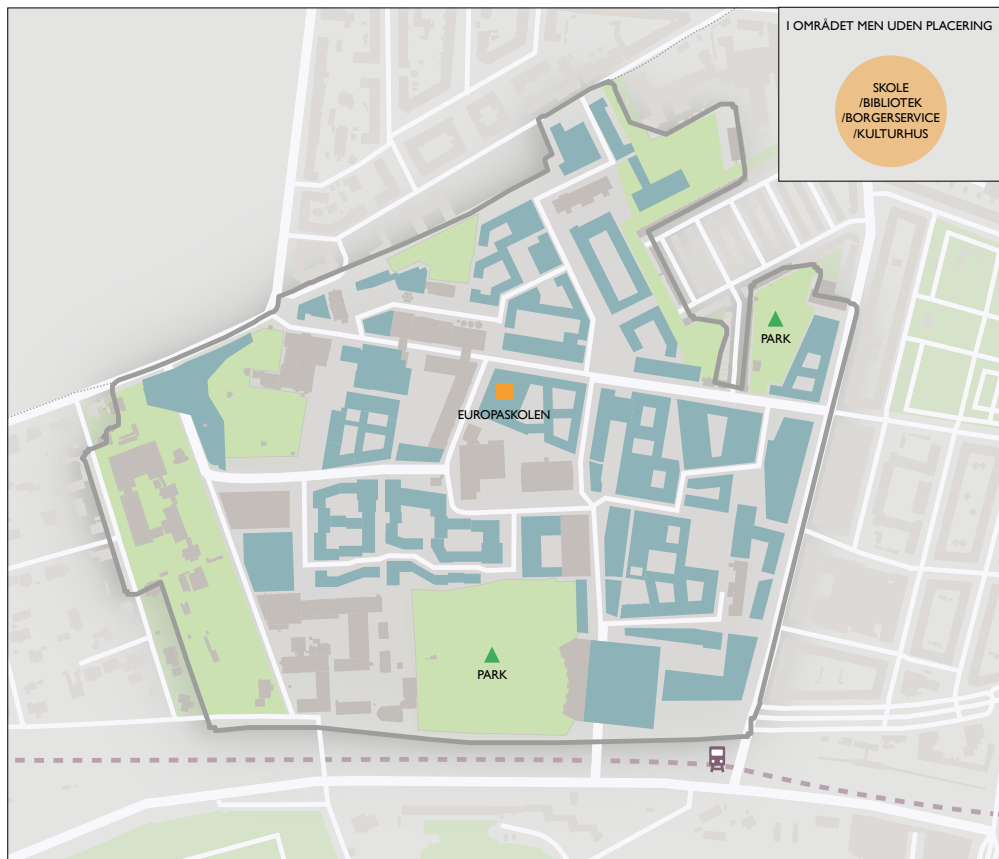 I OMRÅDET MEN UDEN PLACERING
SKOLE
/BIBLIOTEK
/BORGERSERVICE
/KULTURHUS
PARK
EUROPASKOLEN
PARK